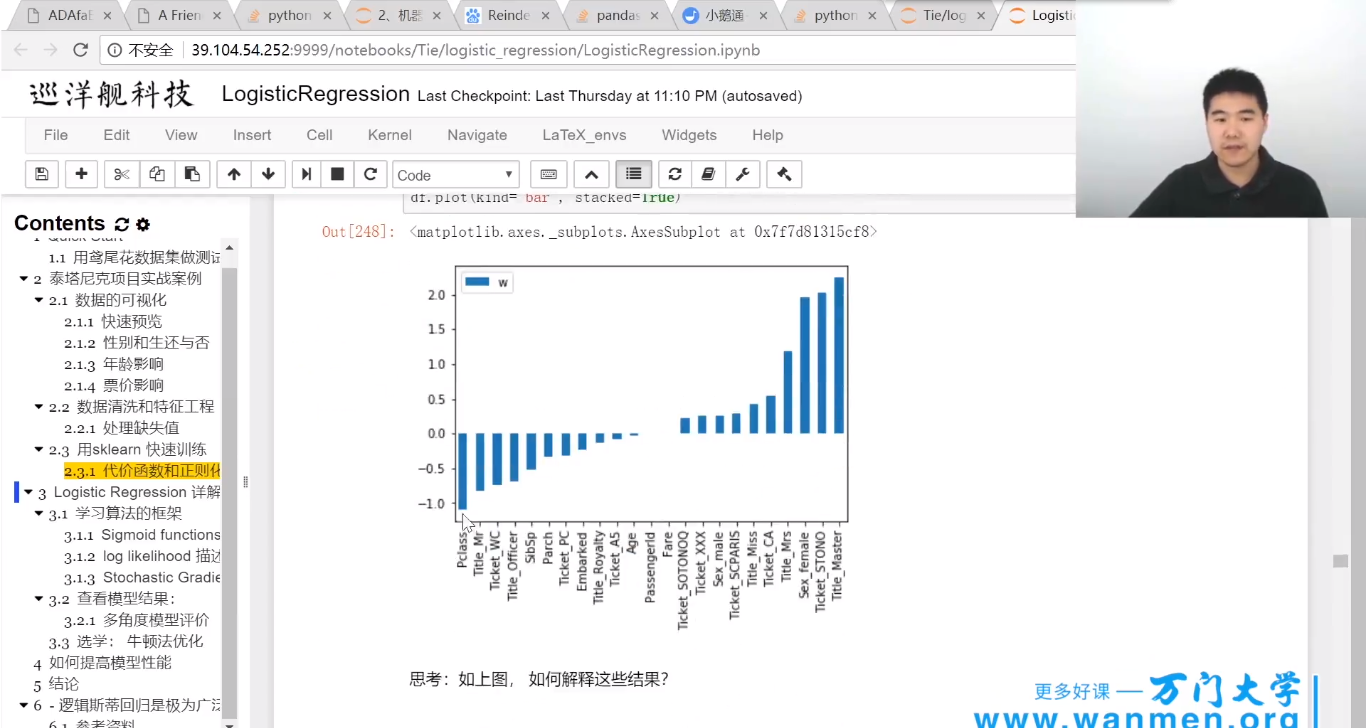 ADAfaE
A Frien
python
2、机器
Reinde
pandas
小鹅通
python
Tie/log
Logisti
不安全
39.104.54.252:9999/notebooks/Tie/logistic_regression/LogisticRegression.ipynb
巡洋舰科技
LogisticRegression Last Checkpoint: Last Thursday at 11:10 PM (autosaved)
File Edit View Insert Cell Kernel Navigate LaTeX_envs Widgets Help
Code
Contents
1 Quick Start
1.1 用鸢尾花数据集做测试
2 泰塔尼克项目实战案例
2.1 数据的可视化
2.1.1 快速预览
2.1.2 性别和生还与否
2.1.3 年龄影响
2.1.4 票价影响
2.2 数据清洗和特征工程
2.2.1 处理缺失值
2.3 用sklearn 快速训练
2.3.1 代价函数和正则化
3 Logistic Regression 详解
3.1 学习算法的框架
3.1.1 Sigmoid functions
3.1.2 log likelihood 描述
3.1.3 Stochastic Gradie
3.2 查看模型结果：
3.2.1 多角度模型评价
3.3 选学： 牛顿法优化
4 如何提高模型性能
5 结论
6 - 逻辑斯蒂回归是极为广泛
6.1 参考资料
df.plot(kind='bar', stacked=True)
Out[248]: <matplotlib.axes._subplots.AxesSubplot at 0x7f7d81315cf8>
w
2.0
1.5
1.0
0.5
0.0
−0.5
−1.0
Pclass
Title_Mr
Ticket_WC
Title_Officer
SibSp
Parch
Ticket_PC
Embarked
Title_Royalty
Ticket_A5
Age
PassengerId
Fare
Ticket_SOTONOQ
Ticket_XXX
Sex_male
Ticket_SCPARIS
Title_Miss
Ticket_CA
Title_Mrs
Sex_female
Ticket_STONO
Title_Master
思考：如上图， 如何解释这些结果？
更多好课 — 万门大学
www.wanmen.org